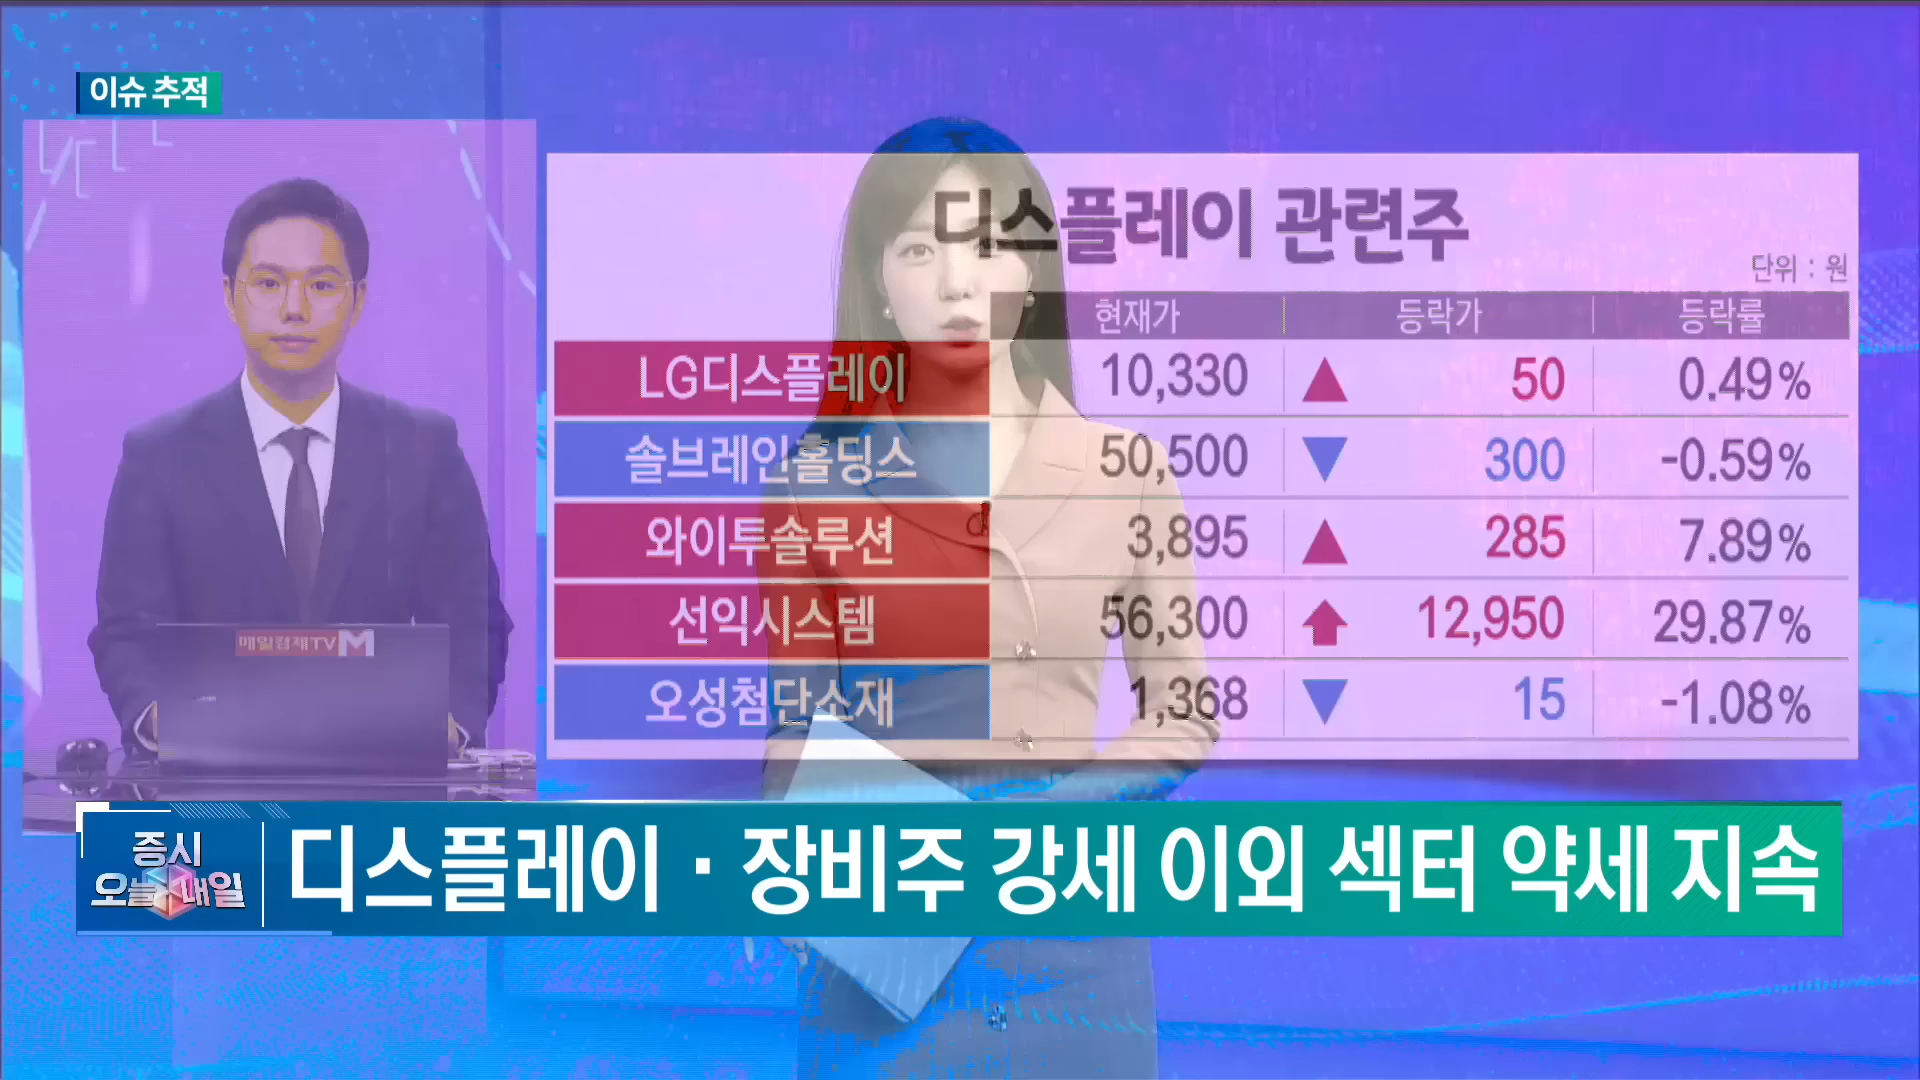 이슈 추적
디스플레이 관련주
단위 : 원
현재가 등락가 등락률
LG디스플레이 10,330 ▲ 50 0.49%
솔브레인홀딩스 50,500 ▼ 300 -0.59%
와이투솔루션 3,895 ▲ 285 7.89%
선익시스템 56,300 ⬆ 12,950 29.87%
오성첨단소재 1,368 ▼ 15 -1.08%
매일경제TV M
증시
오늘 내일
디스플레이 · 장비주 강세 이외 섹터 약세 지속